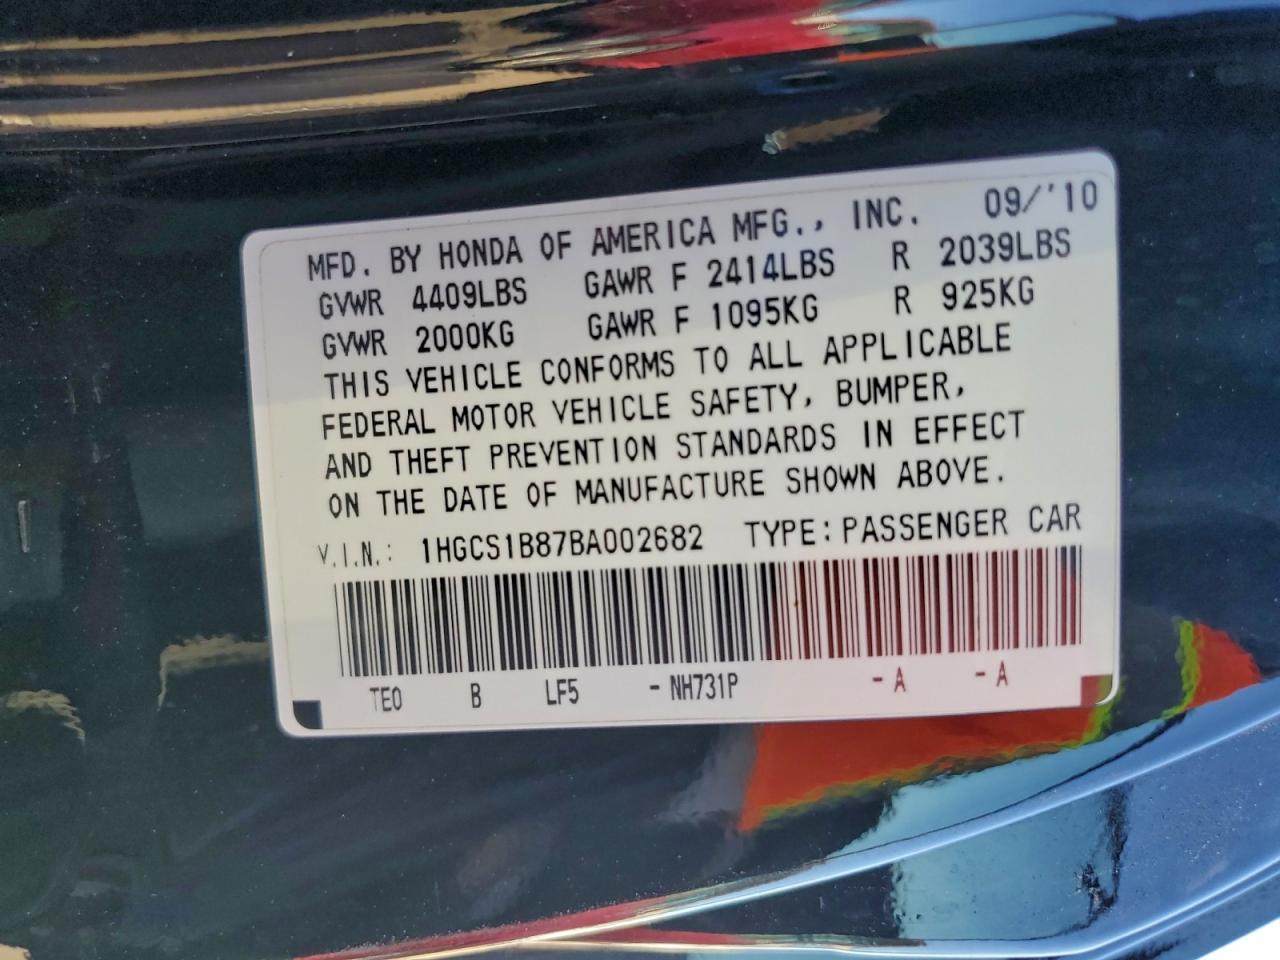 MFD. BY HONDA OF AMERICA MFG., INC. 09/'10
GVWR 4409LBS GAWR F 2414LBS R 2039LBS
GVWR 2000KG GAWR F 1095KG R 925KG
THIS VEHICLE CONFORMS TO ALL APPLICABLE
FEDERAL MOTOR VEHICLE SAFETY, BUMPER,
AND THEFT PREVENTION STANDARDS IN EFFECT
ON THE DATE OF MANUFACTURE SHOWN ABOVE.
V.I.N.: 1HGCS1B87BA002682 TYPE:PASSENGER CAR
TE0 B LF5 -NH731P -A -A